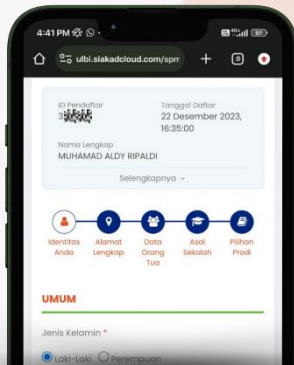 4:41 PM
97
ulbi.siakadcloud.com/spm
ID Pendaftar
Tanggal Daftar
3
22 Desember 2023,
16:35:00
Nama Lengkap
MUHAMAD ALDY RIPALDI
Selengkapnya
Identitas Anda
Alamat Lengkap
Data Orang Tua
Asal Sekolah
Pilihan Prodi
UMUM
Jenis Kelamin *
Laki-Laki Perempuan